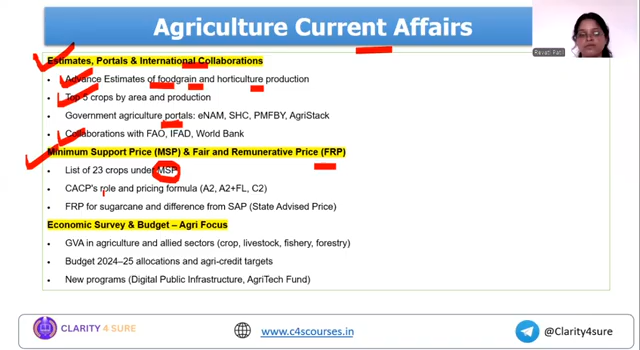 Agriculture Current Affairs
Revati Patil
Estimates, Portals & International Collaborations
Advance Estimates of foodgrain and horticulture production
Top 5 crops by area and production
Government agriculture portals: eNAM, SHC, PMFBY, AgriStack
Collaborations with FAO, IFAD, World Bank
Minimum Support Price (MSP) & Fair and Remunerative Price (FRP)
List of 23 crops under MSP
CACP's role and pricing formula (A2, A2+FL, C2)
FRP for sugarcane and difference from SAP (State Advised Price)
Economic Survey & Budget – Agri Focus
GVA in agriculture and allied sectors (crop, livestock, fishery, forestry)
Budget 2024–25 allocations and agri-credit targets
New programs (Digital Public Infrastructure, AgriTech Fund)
CLARITY 4 SURE
www.c4scourses.in
@Clarity4sure